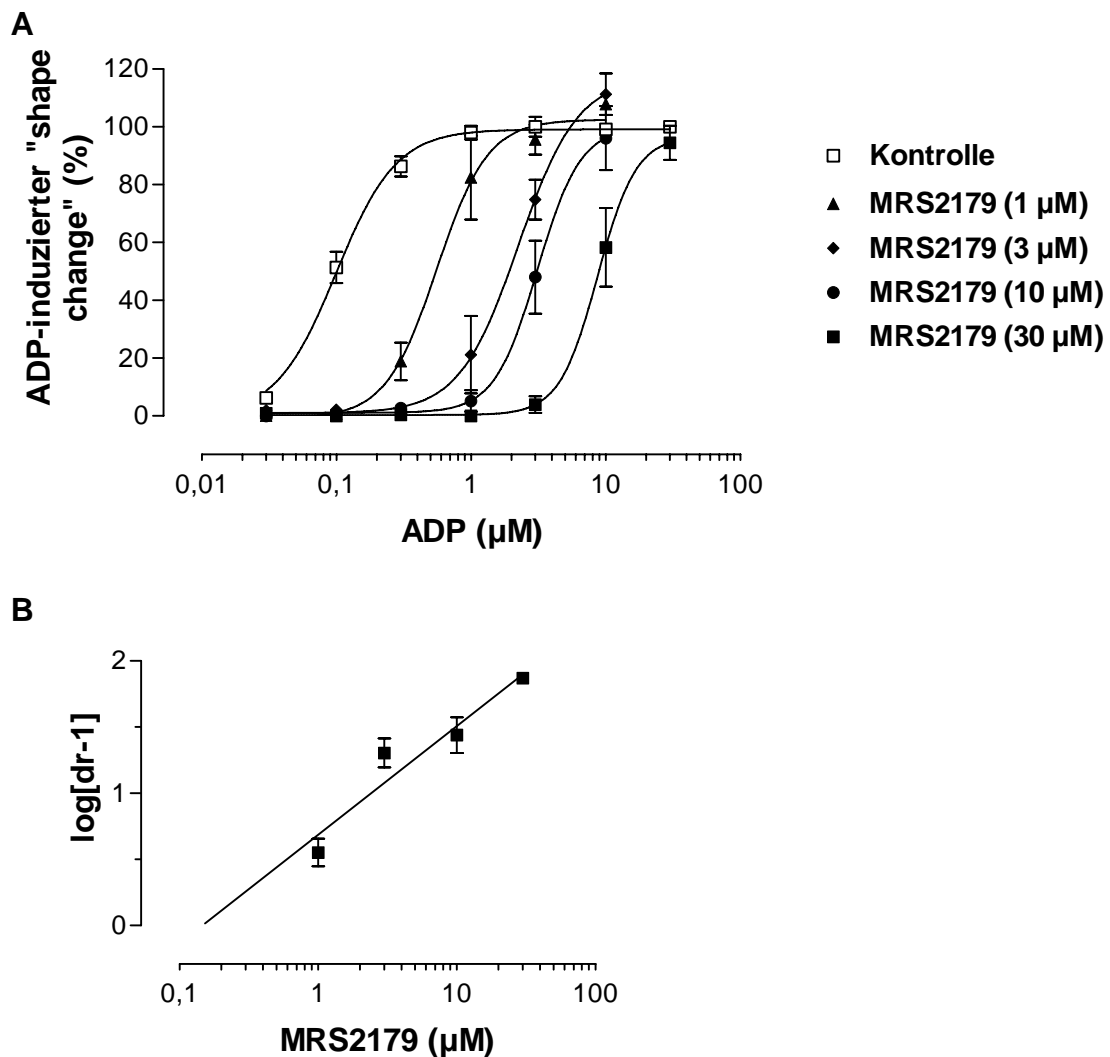 A
ADP-induzierter "shape
change" (%)
120
100
80
60
40
20
0
0,01
0,1
1
10
100
ADP (µM)
Kontrolle
MRS2179 (1 µM)
MRS2179 (3 µM)
MRS2179 (10 µM)
MRS2179 (30 µM)
B
log[dr-1]
2
1
0
0,1
1
10
100
MRS2179 (µM)